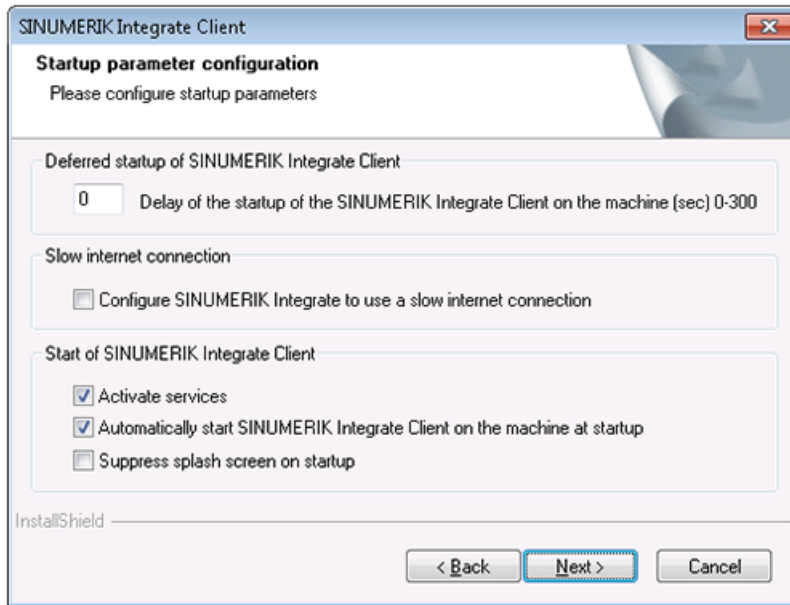 SINUMERIK Integrate Client
Startup parameter configuration
Please configure startup parameters
Deferred startup of SINUMERIK Integrate Client
0 Delay of the startup of the SINUMERIK Integrate Client on the machine (sec) 0-300
Slow internet connection
Configure SINUMERIK Integrate to use a slow internet connection
Start of SINUMERIK Integrate Client
Activate services
Automatically start SINUMERIK Integrate Client on the machine at startup
Suppress splash screen on startup
InstallShield
< Back Next > Cancel